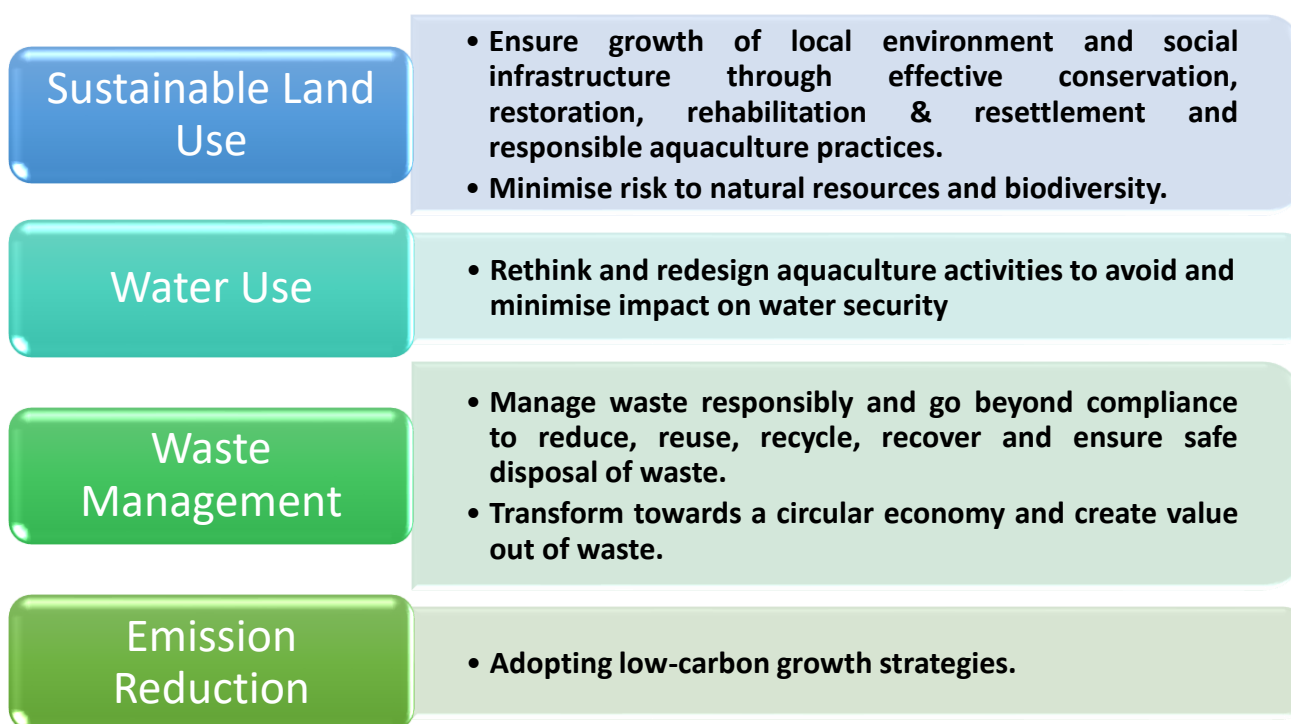 Sustainable Land
Use
• Ensure growth of local environment and social
infrastructure through effective conservation,
restoration, rehabilitation & resettlement and
responsible aquaculture practices.
• Minimise risk to natural resources and biodiversity.
Water Use
• Rethink and redesign aquaculture activities to avoid and
minimise impact on water security
Waste
Management
• Manage waste responsibly and go beyond compliance
to reduce, reuse, recycle, recover and ensure safe
disposal of waste.
• Transform towards a circular economy and create value
out of waste.
Emission
Reduction
• Adopting low-carbon growth strategies.